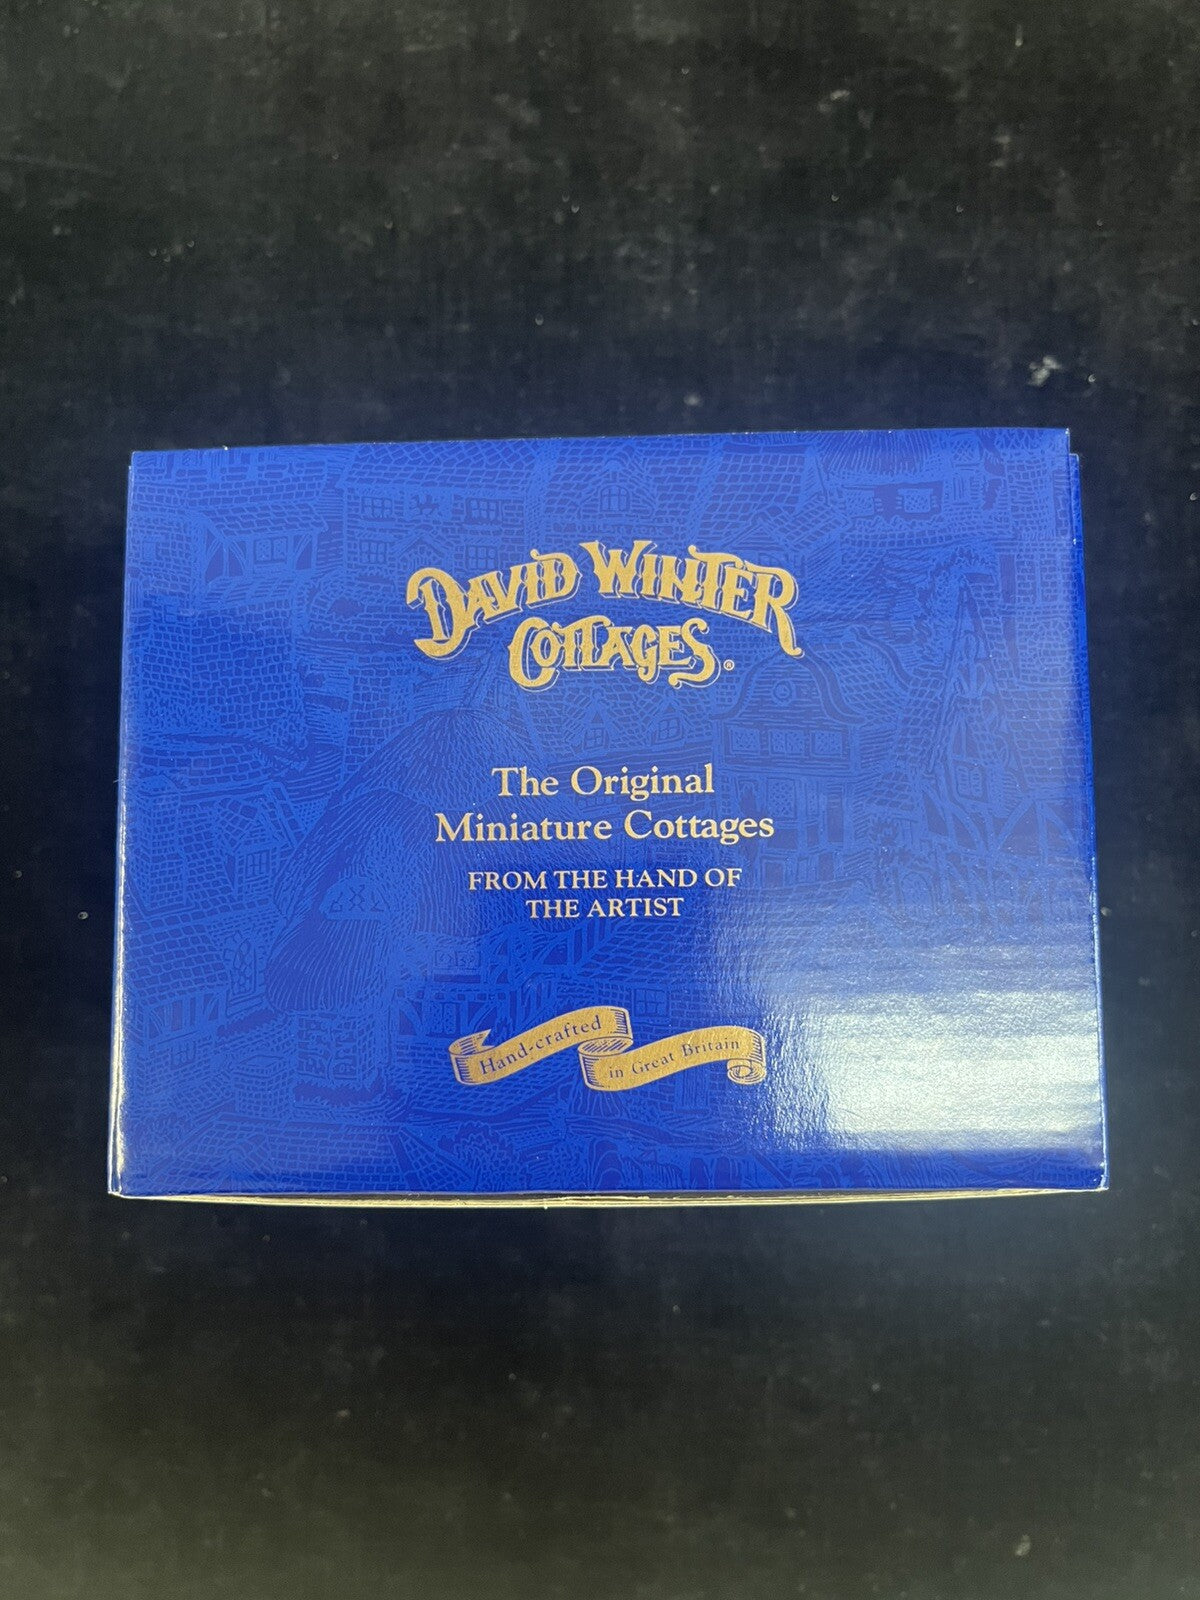 DAVID WINTER
COTTAGES®
The Original
Miniature Cottages
FROM THE HAND OF
THE ARTIST
Hand-crafted
in Great Britain